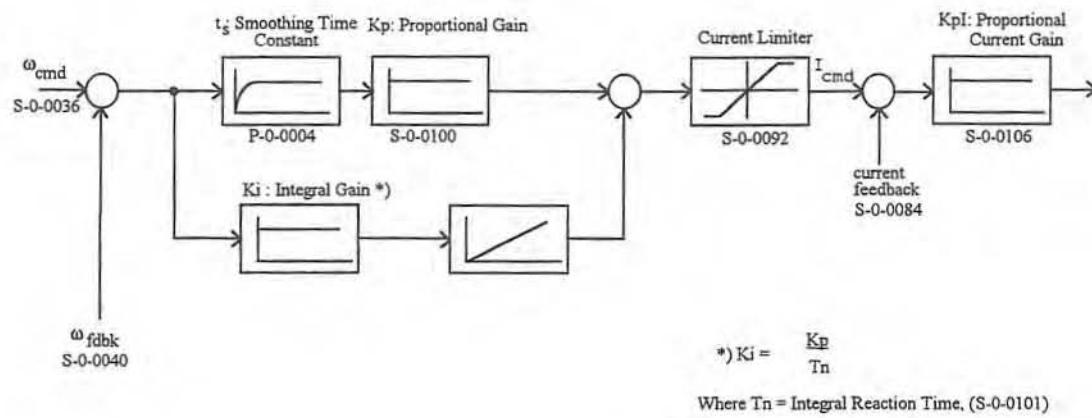 tₛ: Smoothing Time
Constant
Kp: Proportional Gain
Current Limiter
KpI: Proportional
Current Gain
ω cmd
S-0-0036
I cmd
P-0-0004
S-0-0100
S-0-0092
S-0-0106
current
feedback
S-0-0084
Ki : Integral Gain *)
ω fdbk
S-0-0040
*) Ki = Kp
Tn
Where Tn = Integral Reaction Time, (S-0-0101)